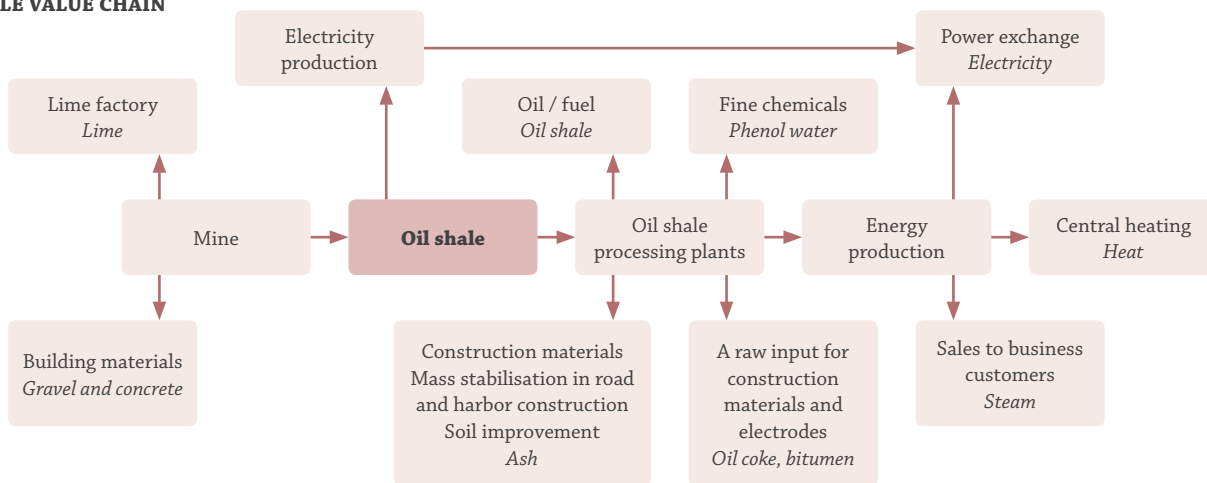 LE VALUE CHAIN
Electricity
production
Power exchange
Electricity
Lime factory
Lime
Oil / fuel
Oil shale
Fine chemicals
Phenol water
Mine
Oil shale
Oil shale
processing plants
Energy
production
Central heating
Heat
Building materials
Gravel and concrete
Construction materials
Mass stabilisation in road
and harbor construction
Soil improvement
Ash
A raw input for
construction
materials and
electrodes
Oil coke, bitumen
Sales to business
customers
Steam